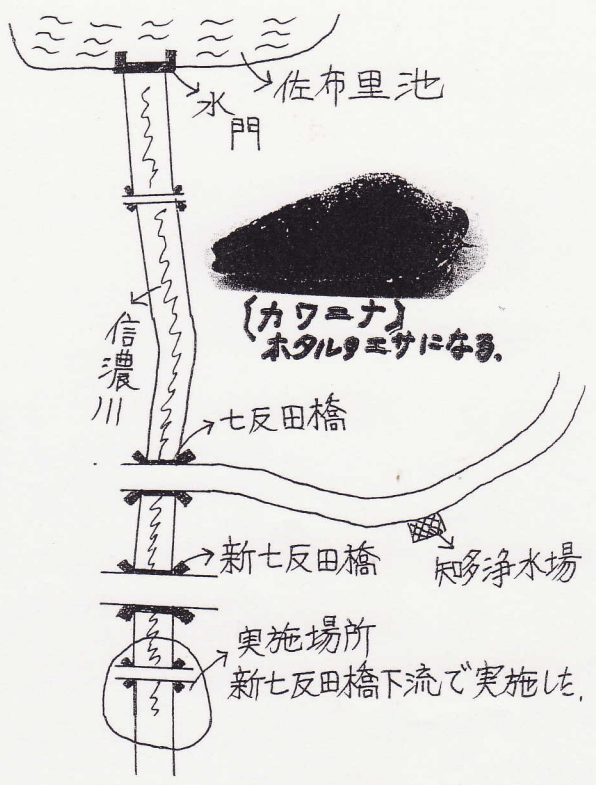 佐布里池
水門
(カワニナ)
ホタルのエサになる.
信濃川
七反田橋
新七反田橋
知多浄水場
実施場所
新七反田橋下流で実施した.